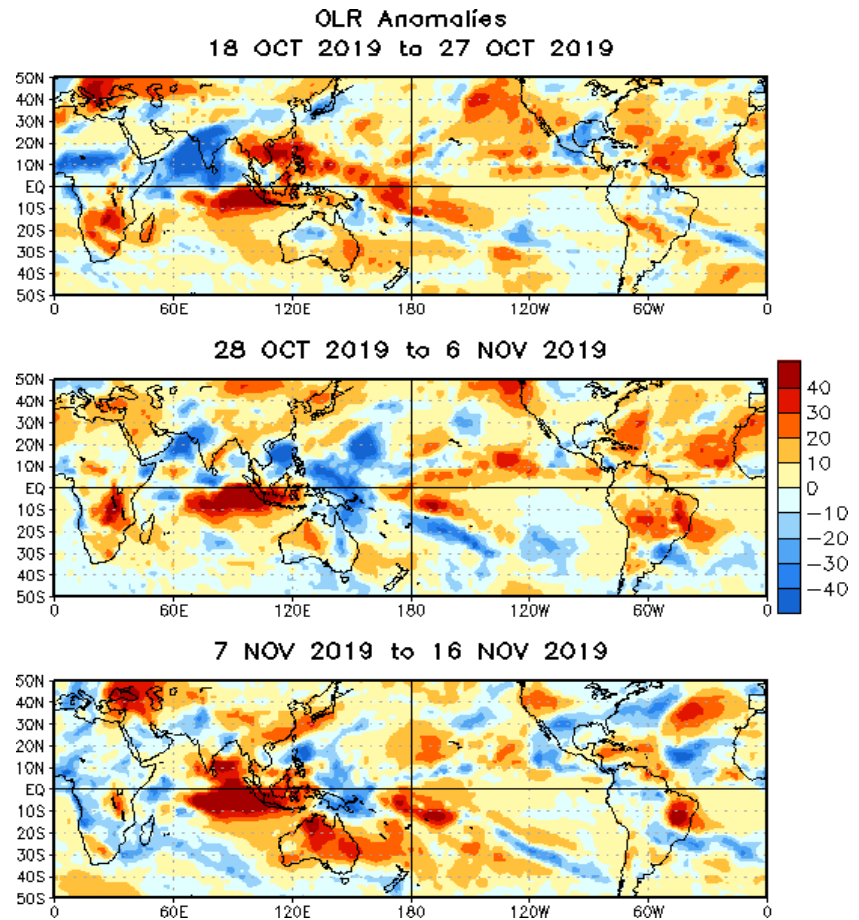 OLR Anomalies
18 OCT 2019 to 27 OCT 2019
50N
40N
30N
20N
10N
EQ
10S
20S
30S
40S
50S
0 60E 120E 180 120W 60W 0
28 OCT 2019 to 6 NOV 2019
50N
40N
30N
20N
10N
EQ
10S
20S
30S
40S
50S
0 60E 120E 180 120W 60W 0
40
30
20
10
0
−10
−20
−30
−40
7 NOV 2019 to 16 NOV 2019
50N
40N
30N
20N
10N
EQ
10S
20S
30S
40S
50S
0 60E 120E 180 120W 60W 0